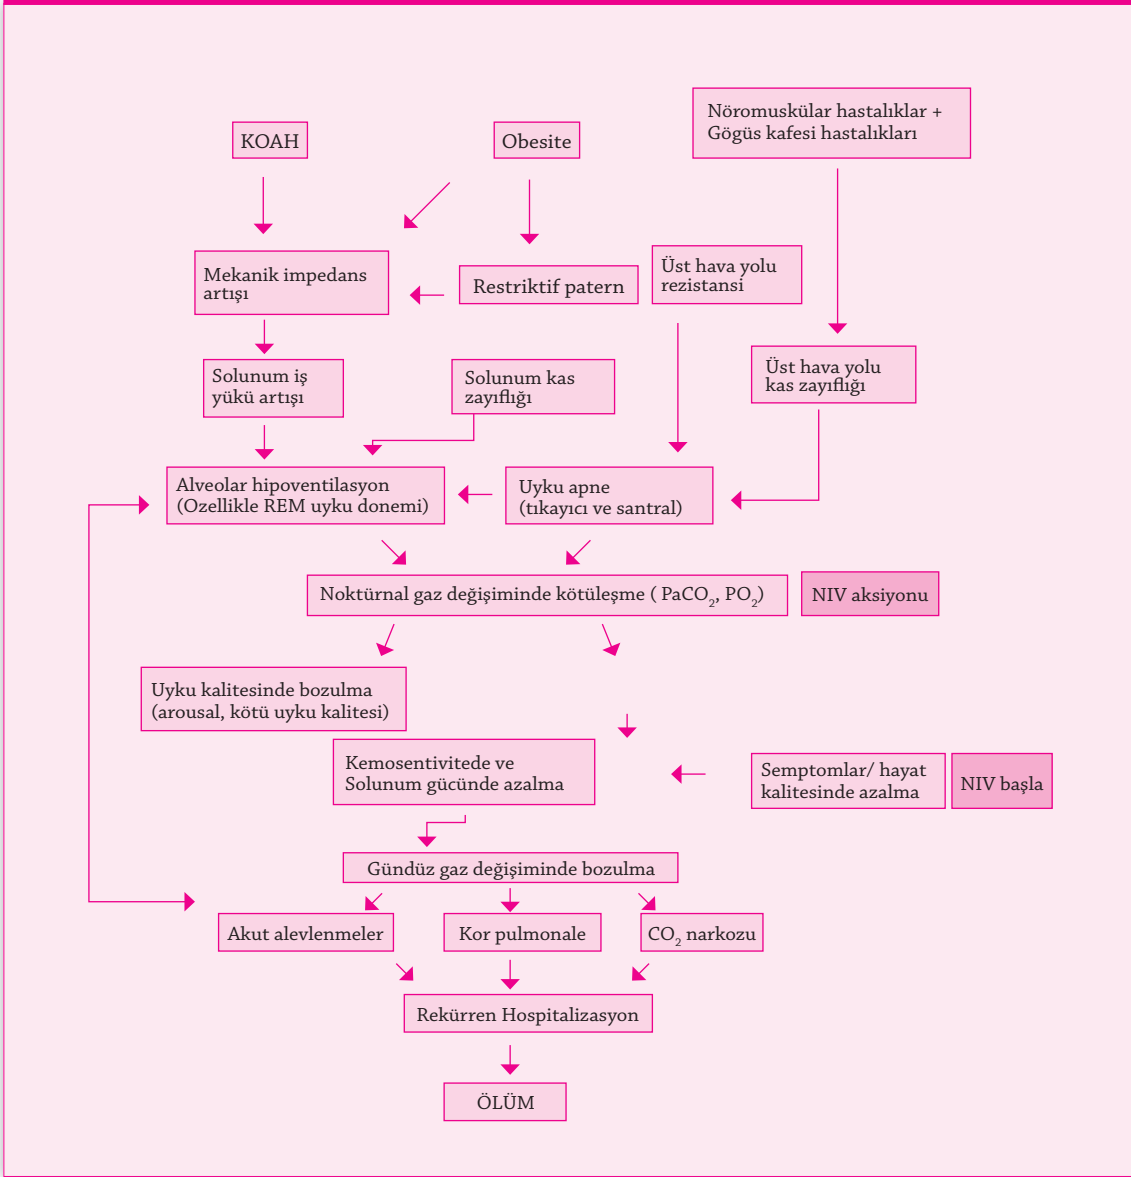 Nöromuskülar hastalıklar +
Gögüs kafesi hastalıkları
KOAH
Obesite
Mekanik impedans
artışı
Restriktif patern
Üst hava yolu
rezistansi
Solunum iş
yükü artışı
Solunum kas
zayıflığı
Üst hava yolu
kas zayıflığı
Alveolar hipoventilasyon
(Ozellikle REM uyku donemi)
Uyku apne
(tıkayıcı ve santral)
Noktürnal gaz değişiminde kötüleşme ( PaCO₂, PO₂)
NIV aksiyonu
Uyku kalitesinde bozulma
(arousal, kötü uyku kalitesi)
Kemosentivitede ve
Solunum gücünde azalma
Semptomlar/ hayat
kalitesinde azalma
NIV başla
Gündüz gaz değişiminde bozulma
Akut alevlenmeler
Kor pulmonale
CO₂ narkozu
Rekürren Hospitalizasyon
ÖLÜM